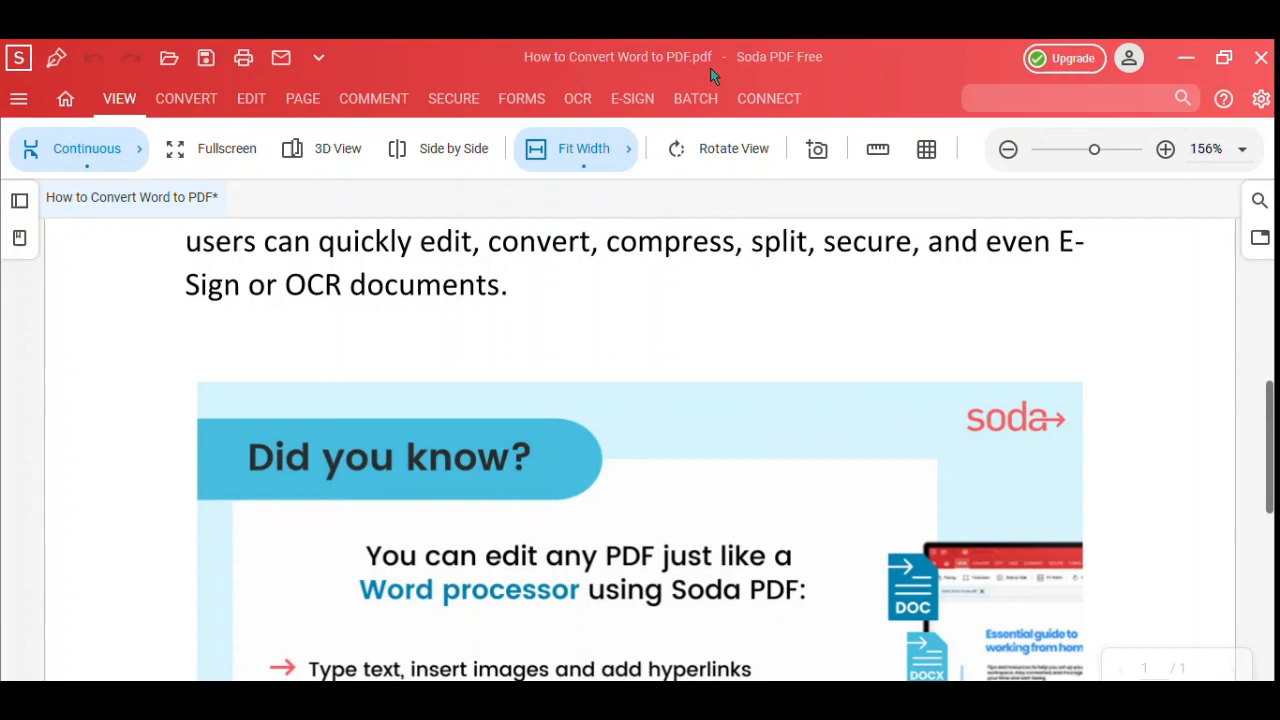 S How to Convert Word to PDF.pdf - Soda PDF Free Upgrade
VIEW CONVERT EDIT PAGE COMMENT SECURE FORMS OCR E-SIGN BATCH CONNECT
Continuous Fullscreen 3D View Side by Side Fit Width Rotate View 156%
How to Convert Word to PDF*
users can quickly edit, convert, compress, split, secure, and even E-
Sign or OCR documents.
soda
Did you know?
You can edit any PDF just like a
Word processor using Soda PDF:
DOC
Essential guide to
working from home
DOCX
Type text, insert images and add hyperlinks
1 / 1